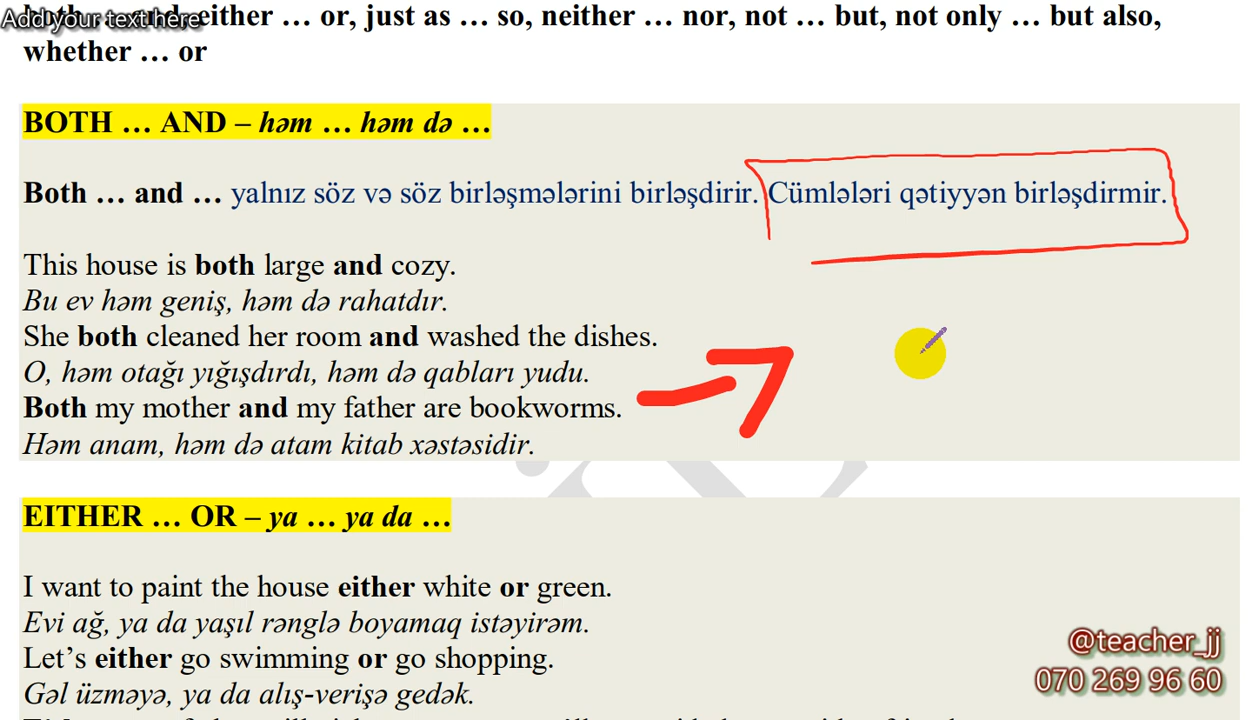 Add your text here
either … or, just as … so, neither … nor, not … but, not only … but also,
whether … or
BOTH … AND – həm … həm də …
Both … and … yalnız söz və söz birləşmələrini birləşdirir. Cümlələri qətiyyən birləşdirmir.
This house is both large and cozy.
Bu ev həm geniş, həm də rahatdır.
She both cleaned her room and washed the dishes.
O, həm otağı yığışdırdı, həm də qabları yudu.
Both my mother and my father are bookworms.
Həm anam, həm də atam kitab xəstəsidir.
EITHER … OR – ya … ya da …
I want to paint the house either white or green.
Evi ağ, ya da yaşıl rənglə boyamaq istəyirəm.
Let’s either go swimming or go shopping.
Gəl üzməyə, ya da alış-verişə gedək.
@teacher_jj
070 269 96 60